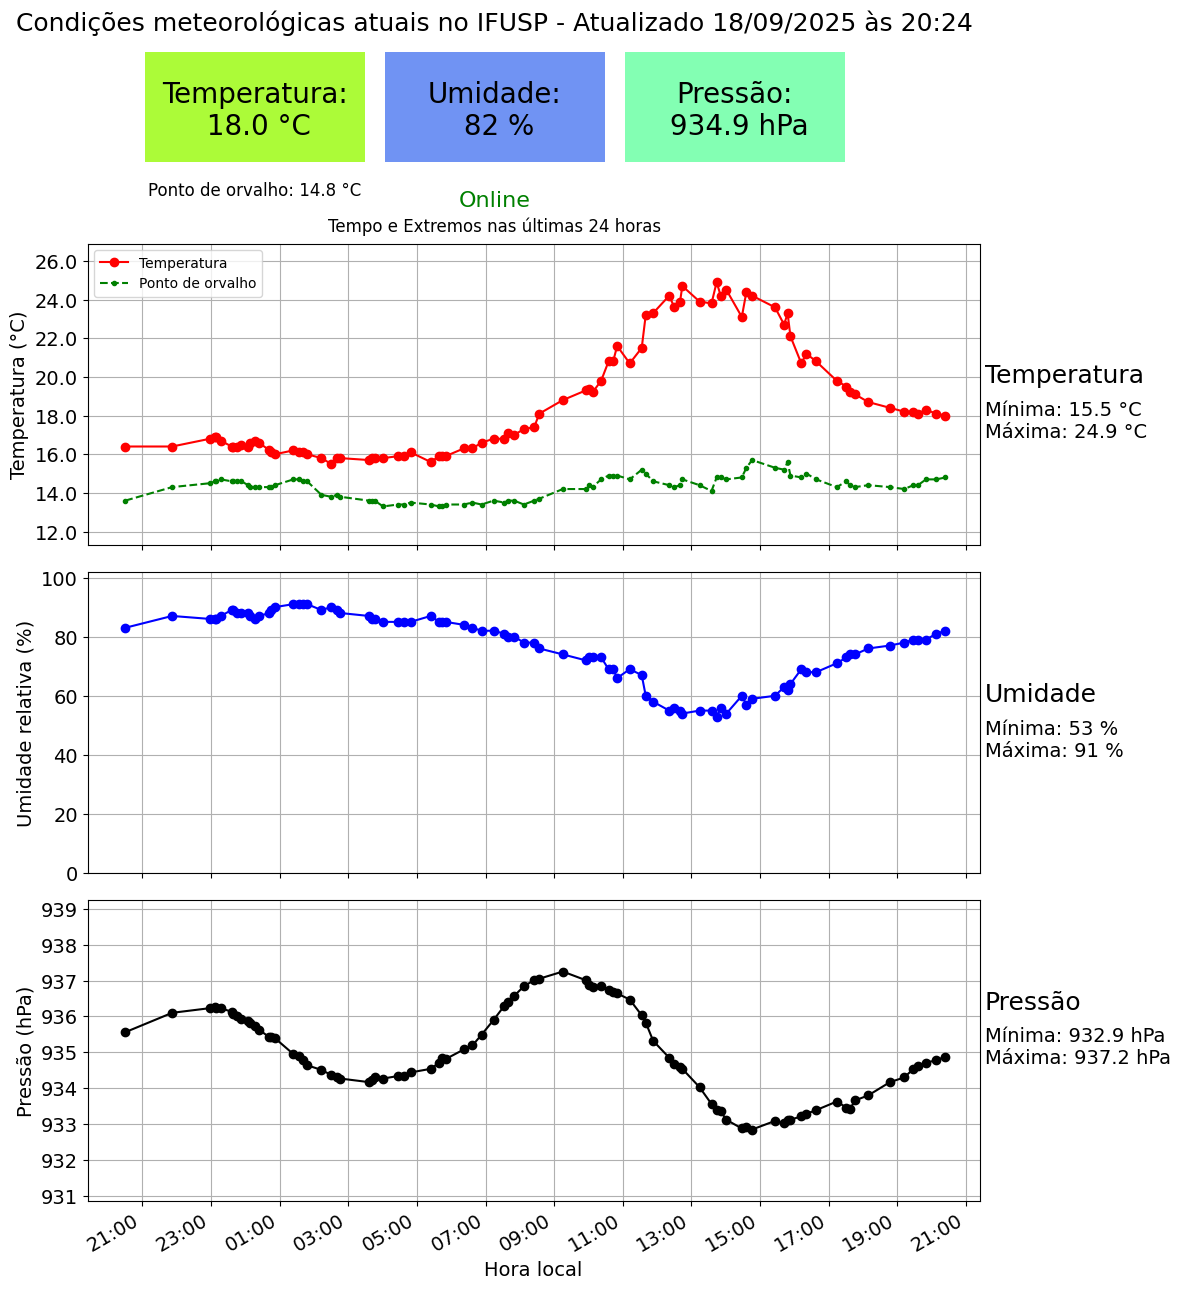 Condições meteorológicas atuais no IFUSP - Atualizado 18/09/2025 às 20:24
Temperatura:
18.0 °C
Umidade:
82 %
Pressão:
934.9 hPa
Ponto de orvalho: 14.8 °C
Online
Tempo e Extremos nas últimas 24 horas
Temperatura (°C)
26.0
24.0
22.0
20.0
18.0
16.0
14.0
12.0
Temperatura
Ponto de orvalho
Temperatura
Mínima: 15.5 °C
Máxima: 24.9 °C
Umidade relativa (%)
100
80
60
40
20
0
Umidade
Mínima: 53 %
Máxima: 91 %
Pressão (hPa)
939
938
937
936
935
934
933
932
931
Pressão
Mínima: 932.9 hPa
Máxima: 937.2 hPa
21:00 23:00 01:00 03:00 05:00 07:00 09:00 11:00 13:00 15:00 17:00 19:00 21:00
Hora local